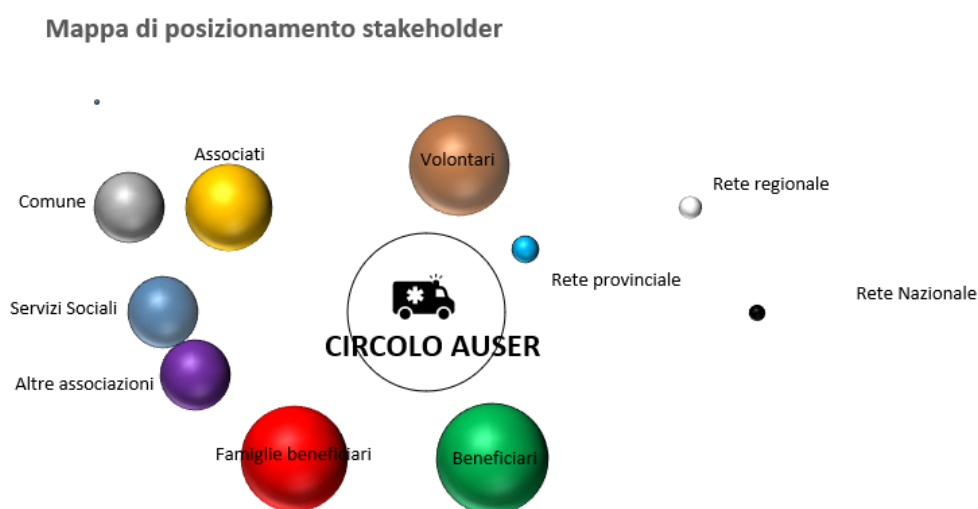 Mappa di posizionamento stakeholder
Associati
Volontari
Comune
Rete regionale
Rete provinciale
Rete Nazionale
Servizi Sociali
CIRCOLO AUSER
Altre associazioni
Famiglie beneficiari
Beneficiari